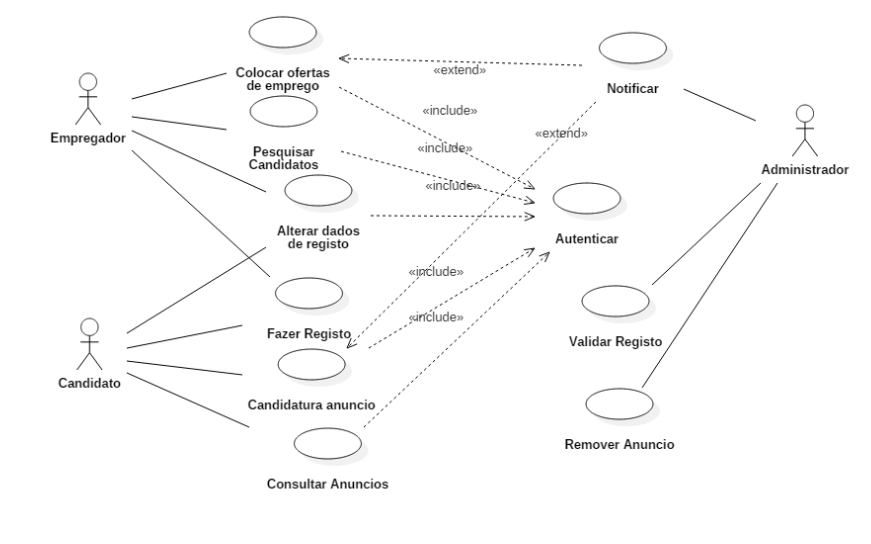 Colocar ofertas
de emprego
«extend»
Notificar
Empregador
«include»
«extend»
Pesquisar
Candidatos
«include»
Administrador
«include»
Alterar dados
de registo
Autenticar
«include»
Fazer Registo
«include»
Validar Registo
Candidato
Candidatura anuncio
Remover Anuncio
Consultar Anuncios